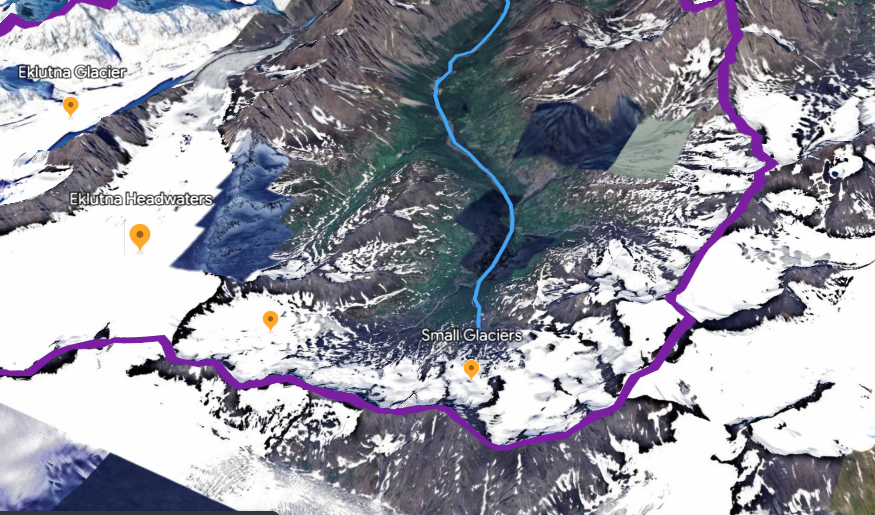 Eklutna Glacier
Eklutna Headwaters
Small Glaciers